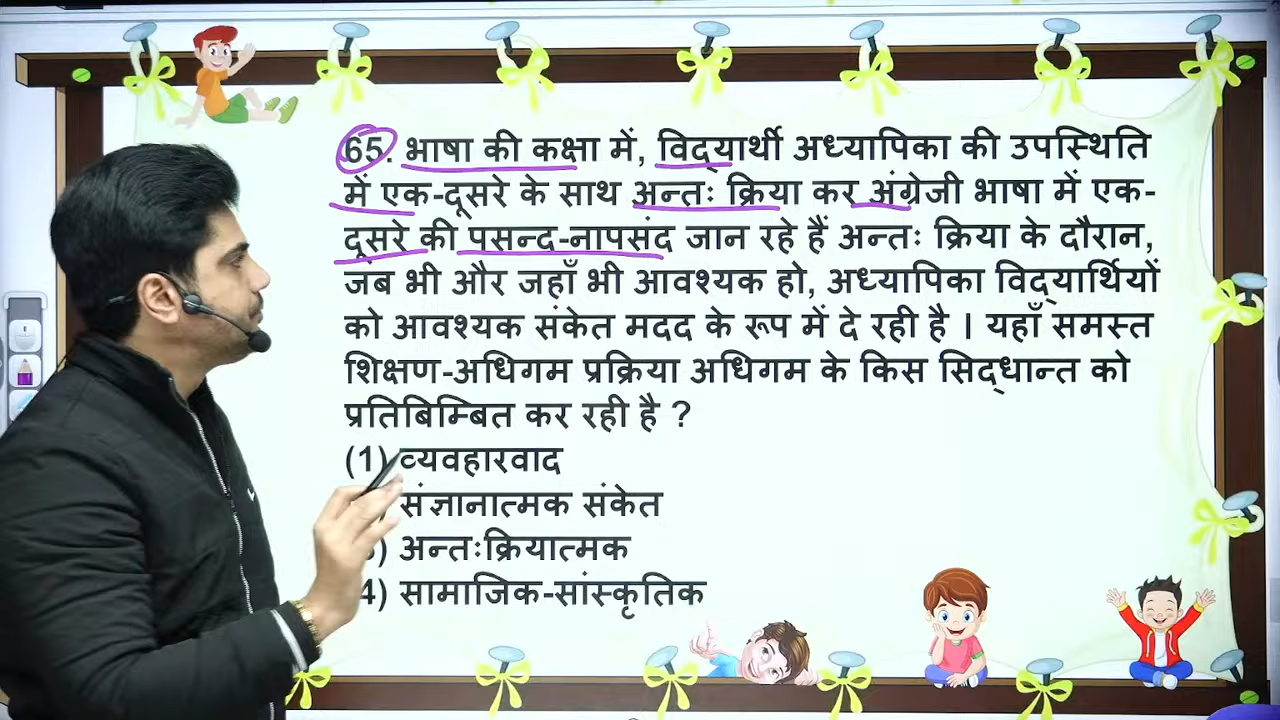 65. भाषा की कक्षा में, विद्यार्थी अध्यापिका की उपस्थिति
में एक-दूसरे के साथ अन्तः क्रिया कर अंग्रेजी भाषा में एक-
दूसरे की पसन्द-नापसंद जान रहे हैं अन्तः क्रिया के दौरान,
जब भी और जहाँ भी आवश्यक हो, अध्यापिका विद्यार्थियों
को आवश्यक संकेत मदद के रूप में दे रही है । यहाँ समस्त
शिक्षण-अधिगम प्रक्रिया अधिगम के किस सिद्धान्त को
प्रतिबिम्बित कर रही है ?
(1) व्यवहारवाद
संज्ञानात्मक संकेत
) अन्तःक्रियात्मक
4) सामाजिक-सांस्कृतिक